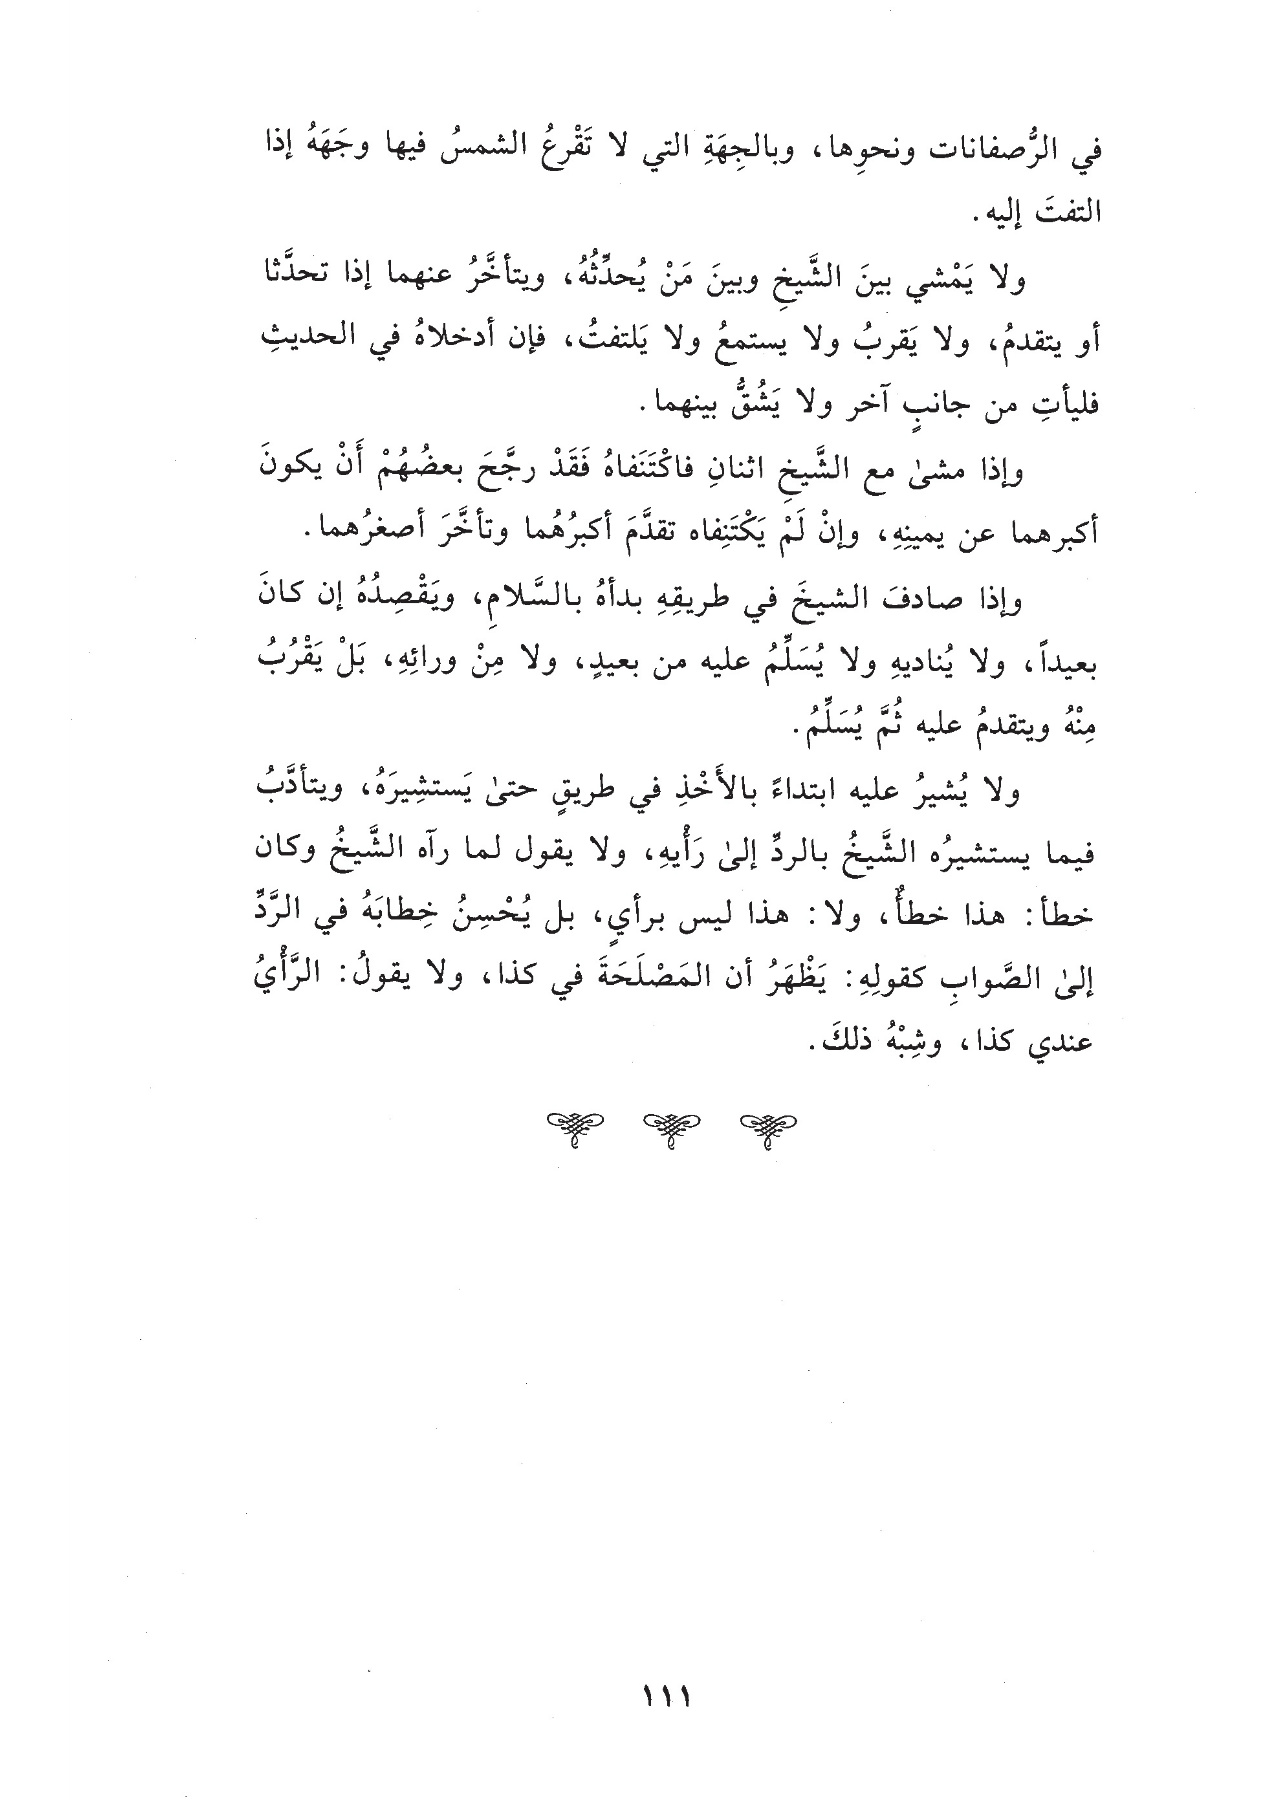 في الرُّصفانات ونحوِها، وبالجِهَةِ التي لا تَقْرعُ الشمسُ فيها وجَهَهُ إذا
التفتَ إليه.
ولا يَمْشي بينَ الشَّيخِ وبينَ مَنْ يُحدِّثُهُ، ويتأخَّرُ عنهما إذا تحدَّثا
أو يتقدمُ، ولا يَقربُ ولا يستمعُ ولا يَلتفتُ، فإن أدخلاهُ في الحديثِ
فليأتِ من جانبٍ آخر ولا يَشُقُّ بينهما.
وإذا مشىٰ مع الشَّيخِ اثنانِ فاكْتَنَفاهُ فَقَدْ رجَّحَ بعضُهُمْ أَنْ يكونَ
أكبرهما عن يمينِهِ، وإنْ لَمْ يَكْتَنِفاه تقدَّمَ أكبرُهُما وتأخَّرَ أصغرُهما.
وإذا صادفَ الشيخَ في طريقِهِ بدأهُ بالسَّلامِ، ويَقْصِدُهُ إن كانَ
بعيداً، ولا يُناديهِ ولا يُسَلِّمُ عليه من بعيدٍ، ولا مِنْ ورائِهِ، بَلْ يَقْرُبُ
مِنْهُ ويتقدمُ عليه ثُمَّ يُسَلِّمُ.
ولا يُشيرُ عليه ابتداءً بالأَخْذِ في طريقٍ حتىٰ يَستشِيرَهُ، ويتأدَّبُ
فيما يستشيرُه الشَّيخُ بالردِّ إلىٰ رَأْيهِ، ولا يقول لما رآه الشَّيخُ وكان
خطأ: هذا خطأٌ، ولا: هذا ليس برأيٍ، بل يُحْسِنُ خِطابَهُ في الرَّدِّ
إلىٰ الصَّوابِ كقولِهِ: يَظْهَرُ أن المَصْلَحَةَ في كذا، ولا يقولُ: الرَّأْيُ
عندي كذا، وشِبْهُ ذلكَ.
١١١